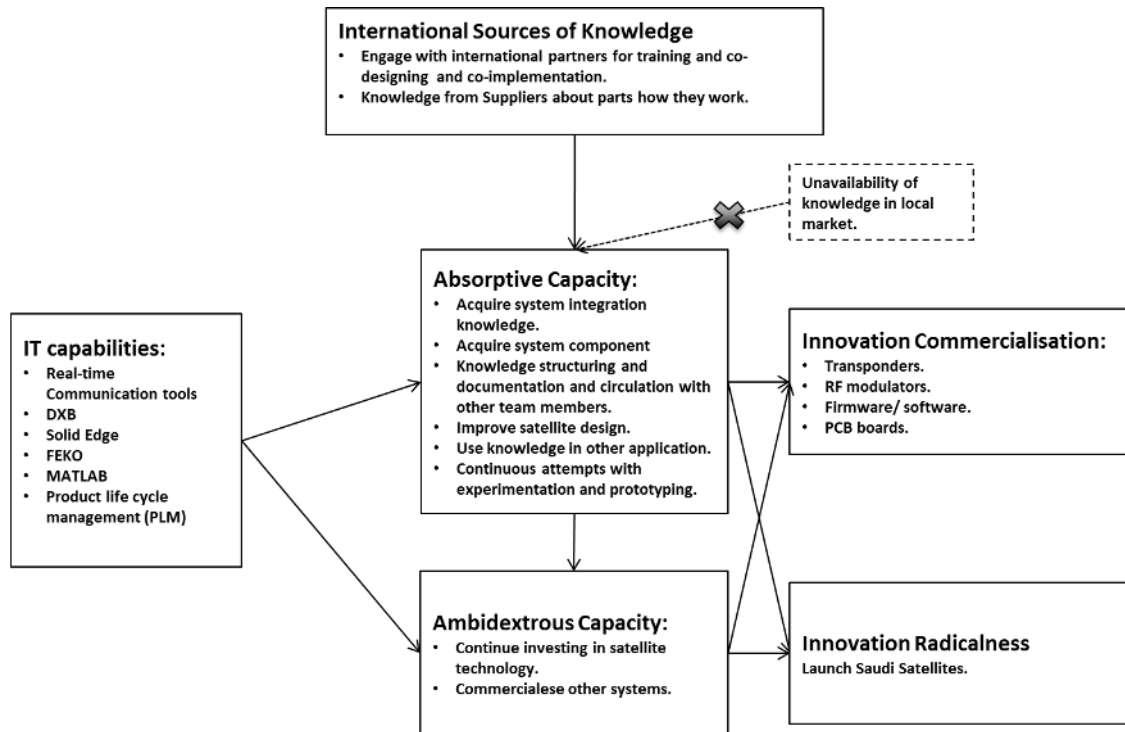 International Sources of Knowledge
• Engage with international partners for training and co-
designing and co-implementation.
• Knowledge from Suppliers about parts how they work.
Unavailability of
knowledge in local
market.
Absorptive Capacity:
• Acquire system integration
knowledge.
• Acquire system component
• Knowledge structuring and
documentation and circulation with
other team members.
• Improve satellite design.
• Use knowledge in other application.
• Continuous attempts with
experimentation and prototyping.
IT capabilities:
• Real-time
Communication tools
• DXB
• Solid Edge
• FEKO
• MATLAB
• Product life cycle
management (PLM)
Innovation Commercialisation:
• Transponders.
• RF modulators.
• Firmware/ software.
• PCB boards.
Ambidextrous Capacity:
• Continue investing in satellite
technology.
• Commercialese other systems.
Innovation Radicalness
Launch Saudi Satellites.